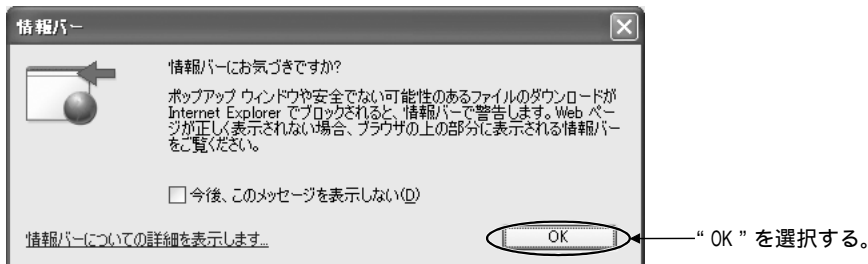 情報バー
情報バーにお気づきですか?
ポップアップ ウィンドウや安全でない可能性のあるファイルのダウンロードが
Internet Explorer でブロックされると、情報バーで警告します。Web ペー
ジが正しく表示されない場合、ブラウザの上の部分に表示される情報バー
をご覧ください。
今後、このメッセージを表示しない(D)
情報バーについての詳細を表示します...
OK
“OK”を選択する。